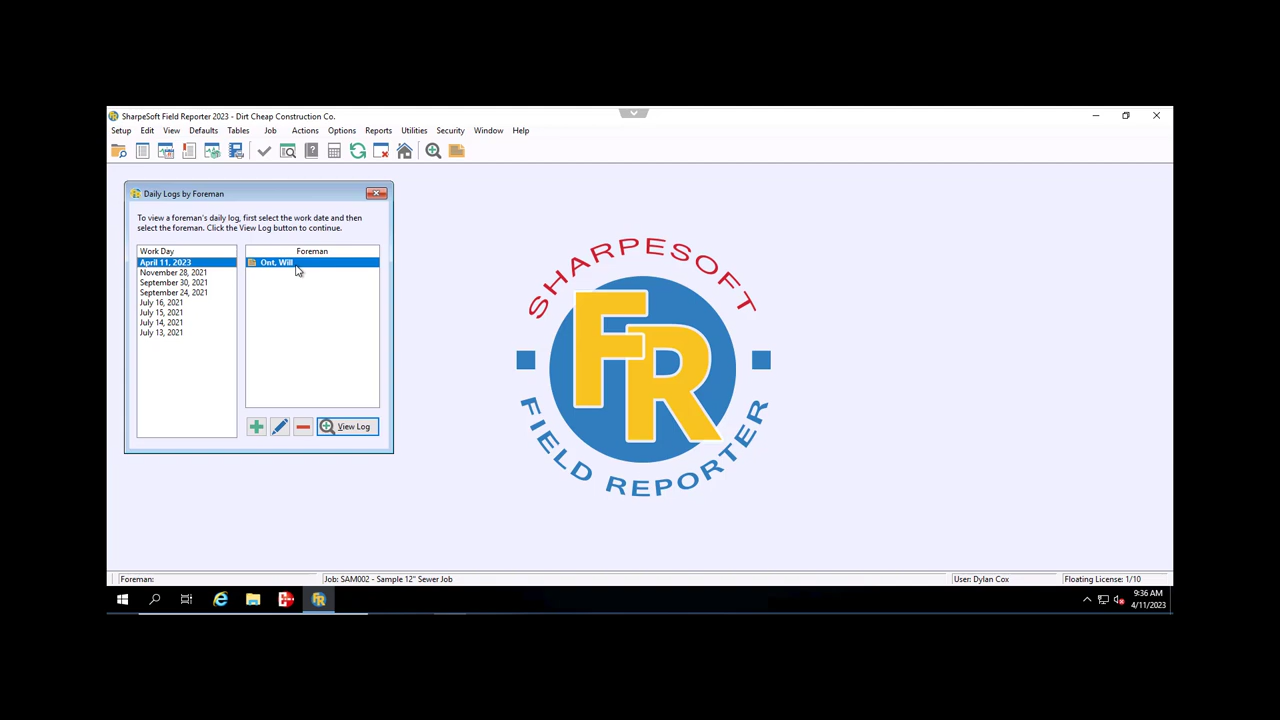 SharpeSoft Field Reporter 2023 - Dirt Cheap Construction Co.
Setup Edit View Defaults Tables Job Actions Options Reports Utilities Security Window Help
Daily Logs by Foreman
To view a foreman's daily log, first select the work date and then
select the foreman. Click the View Log button to continue.
Work Day Foreman
April 11, 2023 Ont, Will
November 28, 2021
September 30, 2021
September 24, 2021
July 16, 2021
July 15, 2021
July 14, 2021
July 13, 2021
View Log
SHARPESOFT
FR
FIELD REPORTER
Foreman: Job: SAM002 - Sample 12" Sewer Job User: Dylan Cox Floating License: 1/10
9:36 AM
4/11/2023